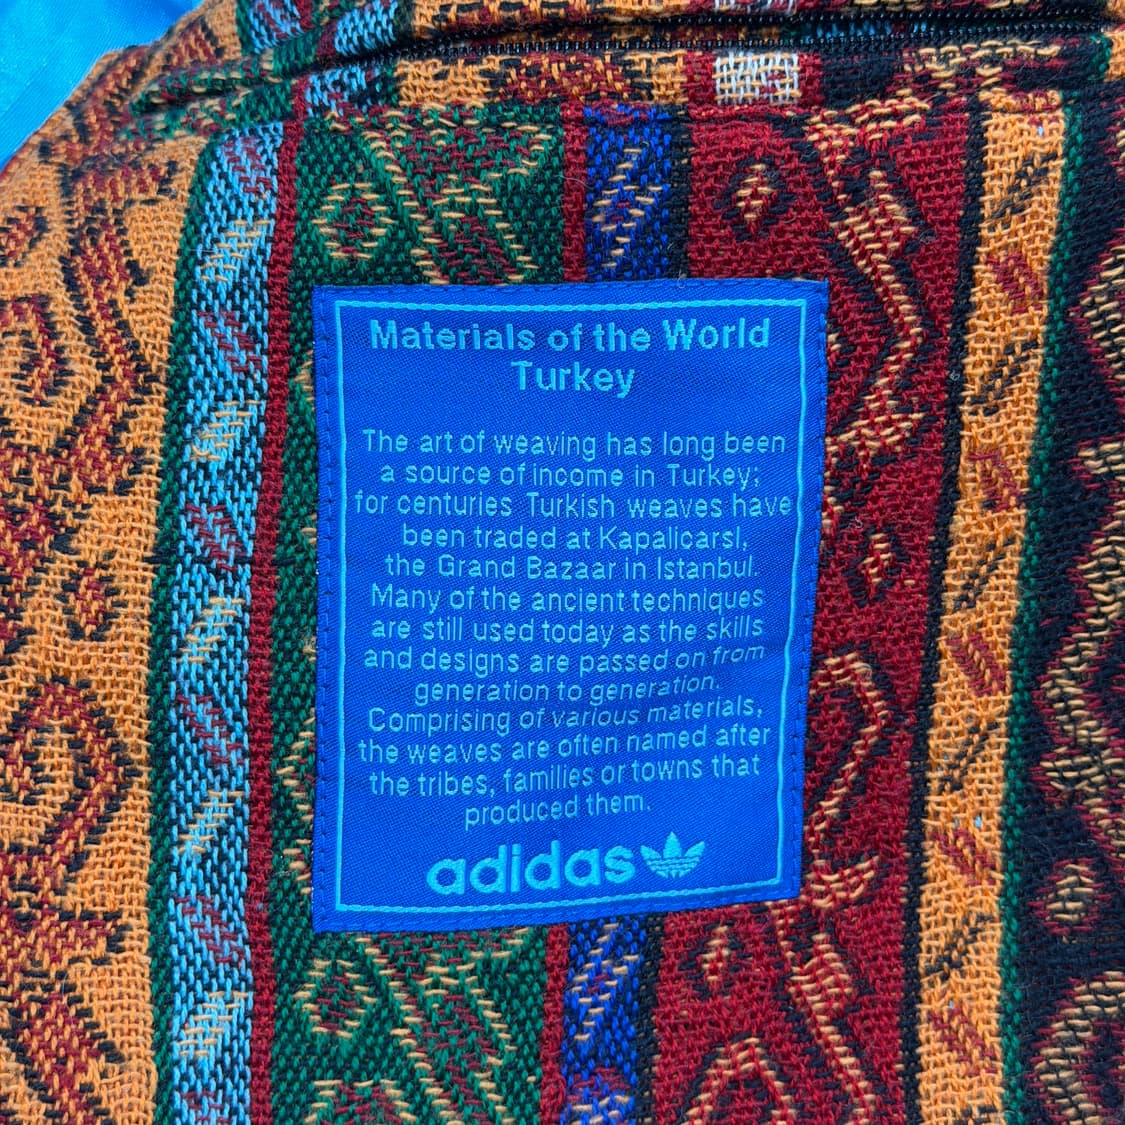 Materials of the World
Turkey
The art of weaving has long been
a source of income in Turkey;
for centuries Turkish weaves have
been traded at Kapalicarsl,
the Grand Bazaar in Istanbul.
Many of the ancient techniques
are still used today as the skills
and designs are passed on from
generation to generation.
Comprising of various materials,
the weaves are often named after
the tribes, families or towns that
produced them.
adidas